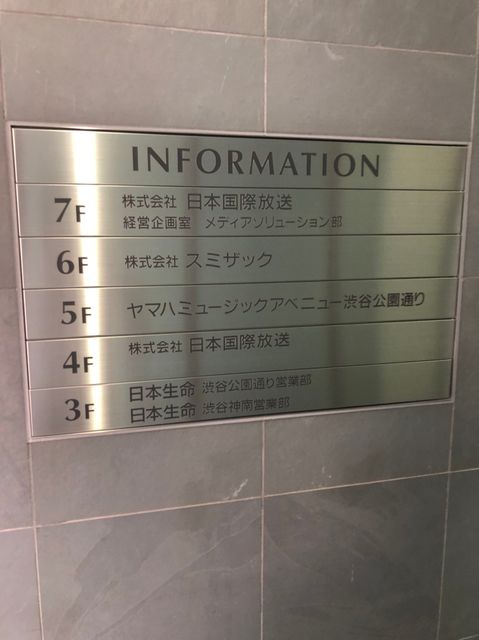 INFORMATION
7F 株式会社 日本国際放送
経営企画室 メディアソリューション部
6F 株式会社 スミザック
5F ヤマハミュージックアベニュー渋谷公園通り
4F 株式会社 日本国際放送
3F 日本生命 渋谷公園通り営業部
日本生命 渋谷神南営業部